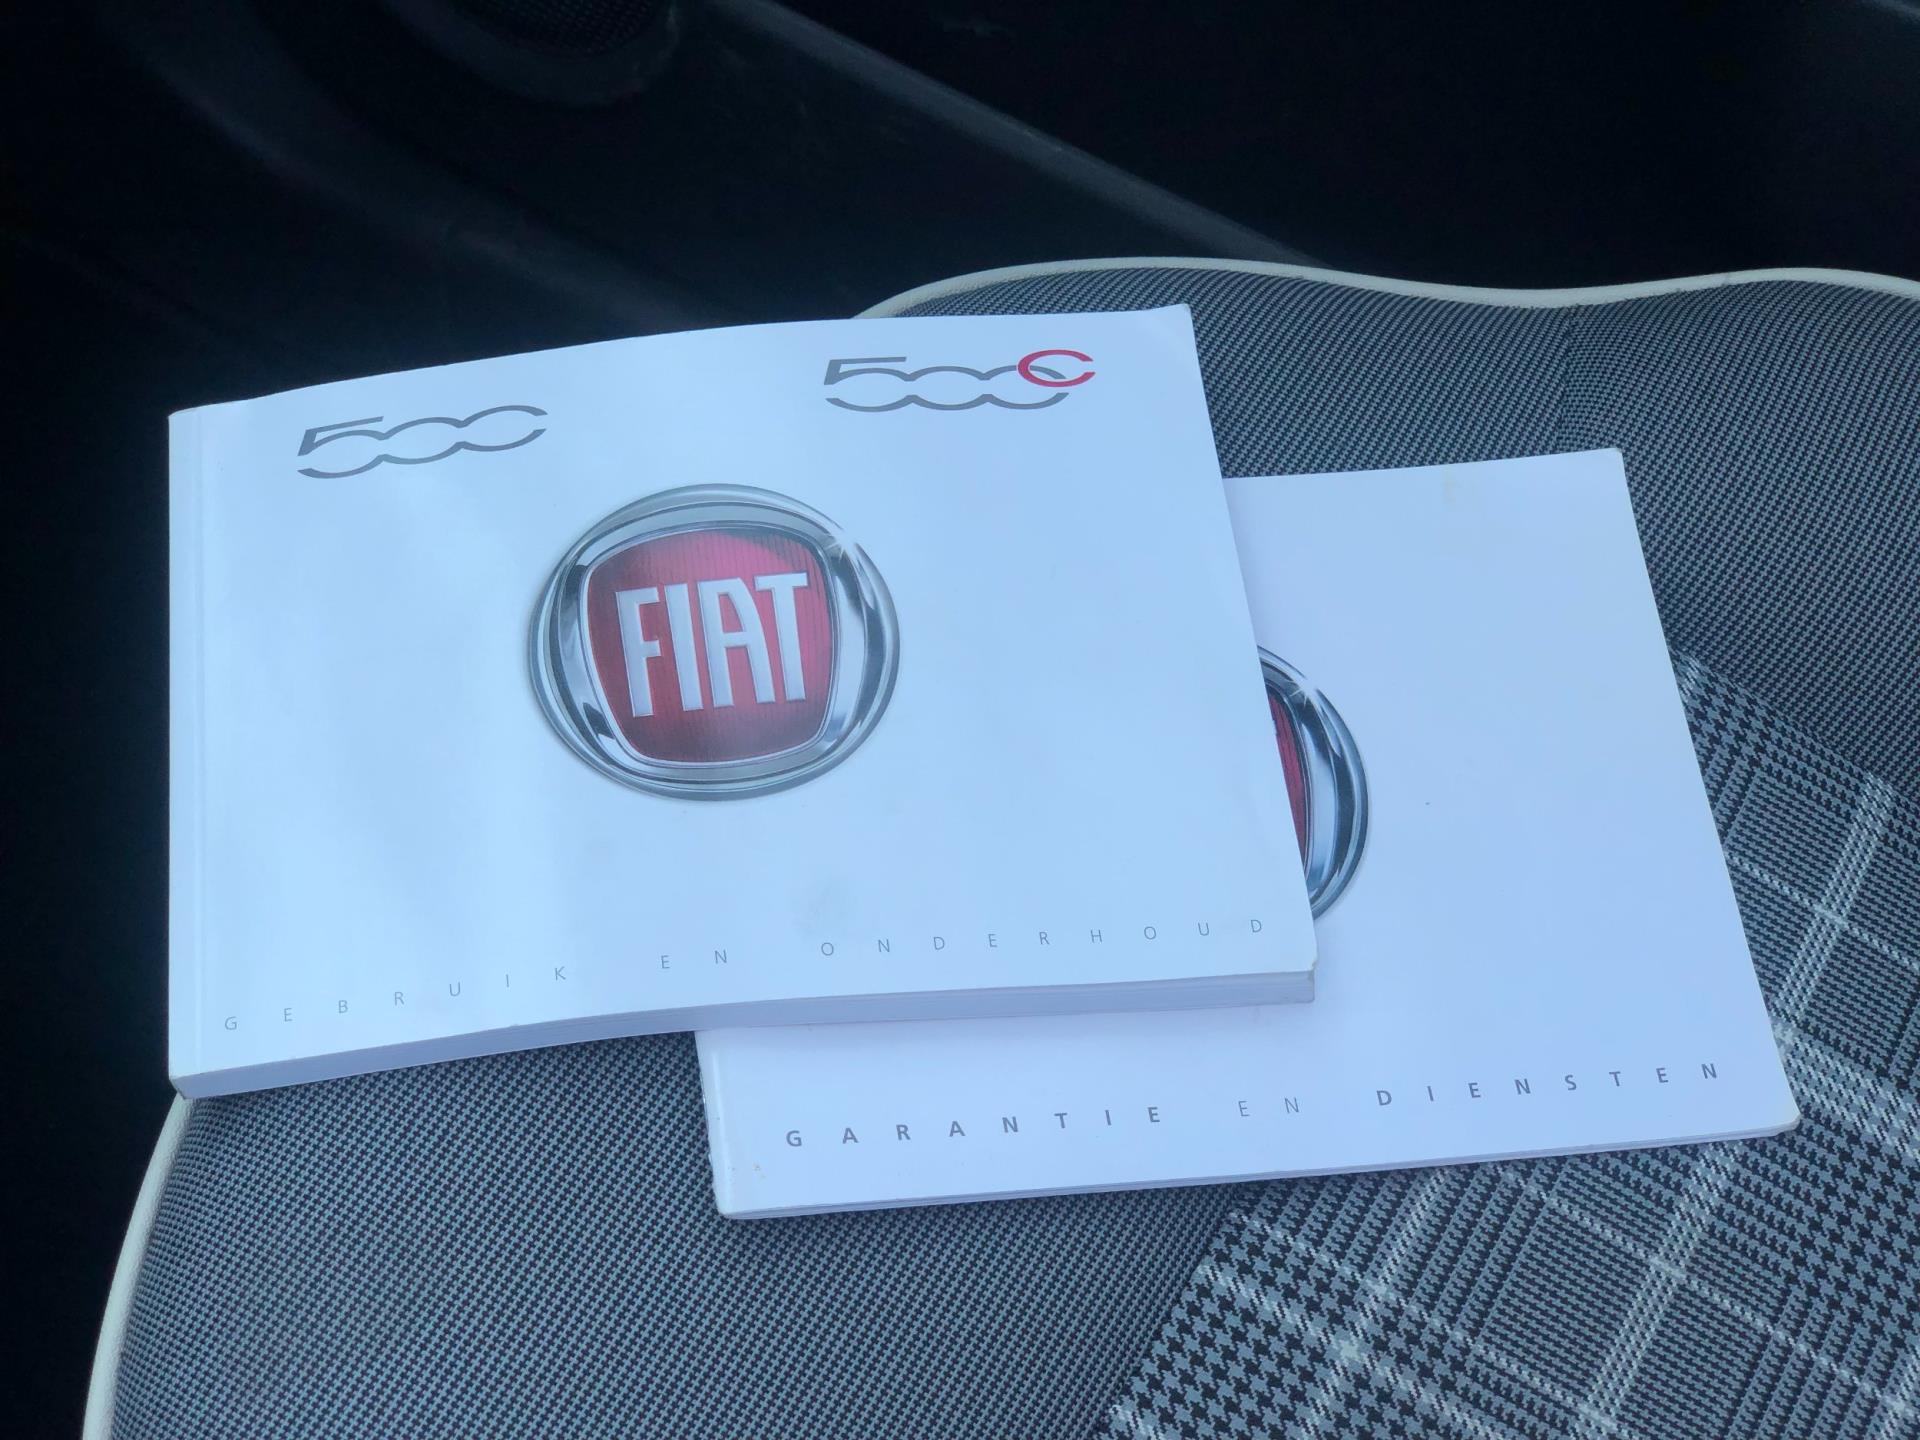 500
500C
FIAT
GEBRUIK EN ONDERHOUD
GARANTIE EN DIENSTEN